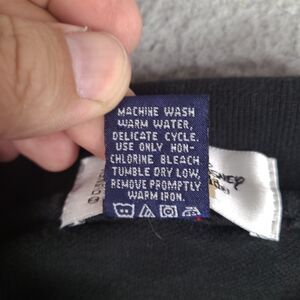 MACHINE WASH
WARM WATER,
DELICATE CYCLE.
USE ONLY NON-
CHLORINE BLEACH
TUMBLE DRY LOW,
REMOVE PROMPTLY
WARM IRON.